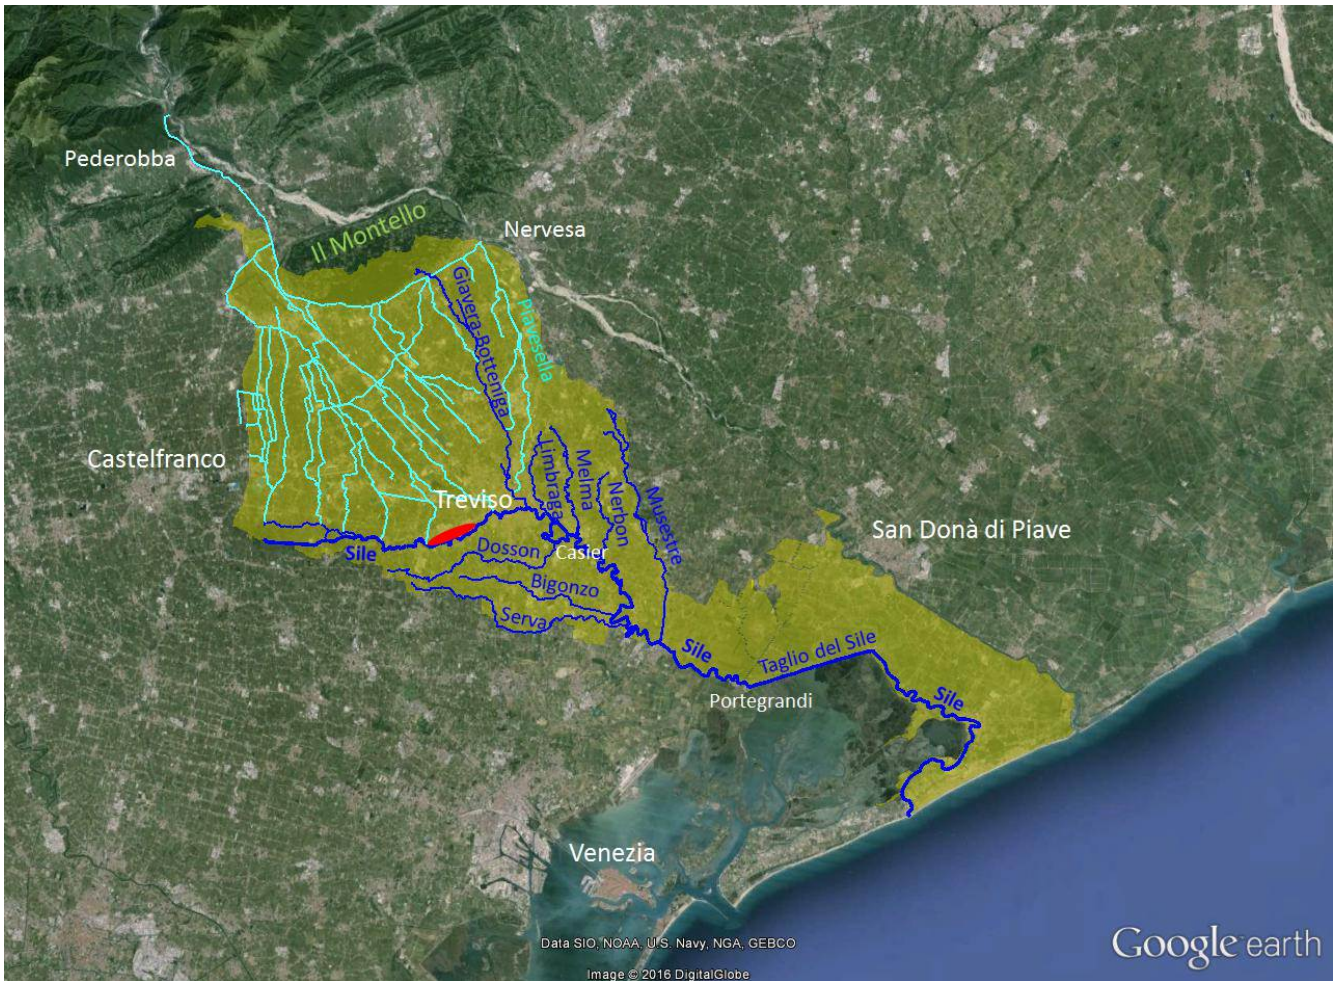 Pederobba
Il Montello
Nervesa
Giavera-Botteniga
Piavesella
Castelfranco
Treviso
Limbraga
Melma
Nerbon
Musestre
San Donà di Piave
Sile
Dosson
Casier
Bigonzo
Serva
Sile
Taglio del Sile
Sile
Portegrandi
Venezia
Data SIO, NOAA, U.S. Navy, NGA, GEBCO
Google earth
Image © 2016 DigitalGlobe